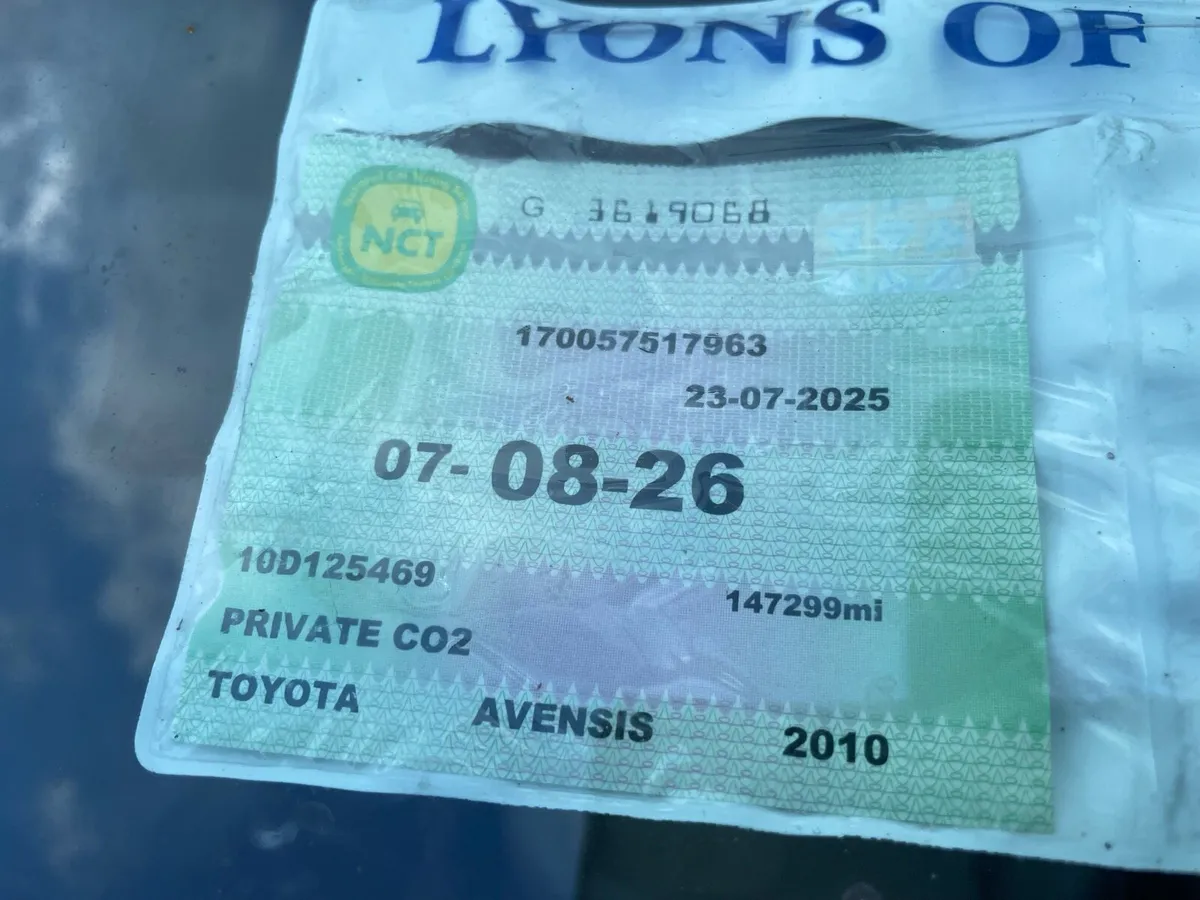 LYONS OF
NCT
G 3619068
170057517963
23-07-2025
07-08-26
10D125469
147299mi
PRIVATE CO2
TOYOTA AVENSIS 2010